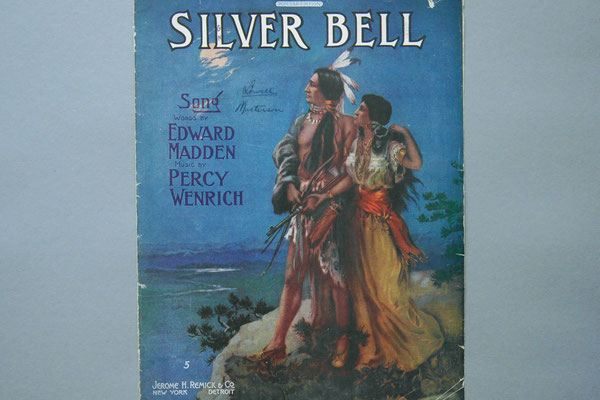 SILVER BELL
Song
WORDS BY
EDWARD
MADDEN
MUSIC BY
PERCY
WENRICH
5
JEROME H. REMICK & CO.
NEW YORK DETROIT